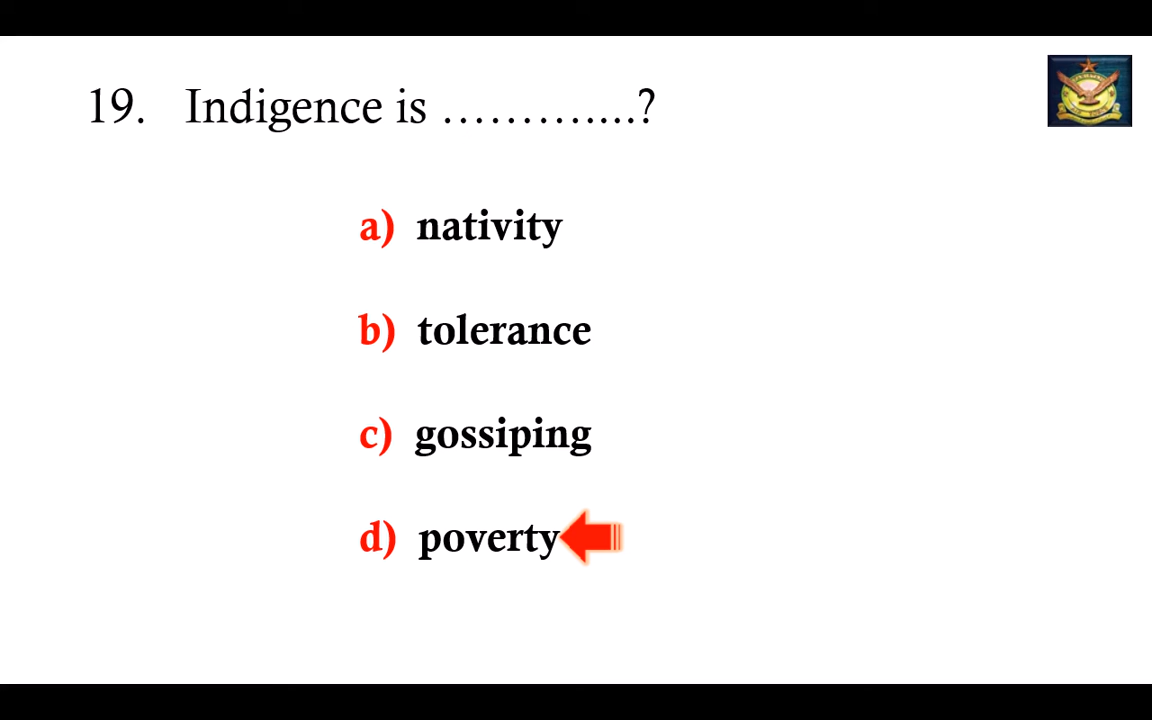 19. Indigence is ................?
a) nativity
b) tolerance
c) gossiping
d) poverty